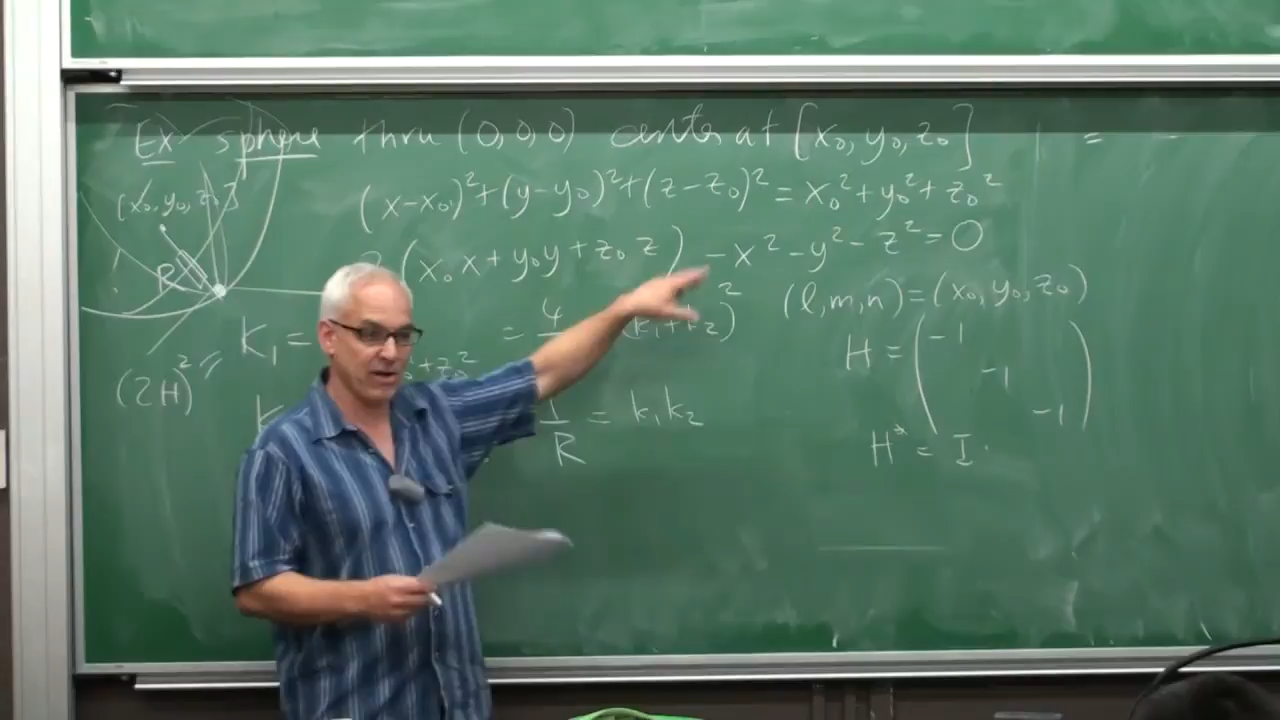 Ex sphere thru (0,0,0) center at [x₀, y₀, z₀] 1 = -
[x₀, y₀, z₀]
(x-x₀)²+(y-y₀)²+(z-z₀)² = x₀²+y₀²+z₀²
(x₀x+y₀y+z₀z) -x²-y²-z²=0
R
(l,m,n)=(x₀,y₀,z₀)
K₁= = 4 (k₁+k₂)²
+z₀²
H = ( -1 -1 -1 )
(2H)²
1/R = k₁k₂
H* = I.